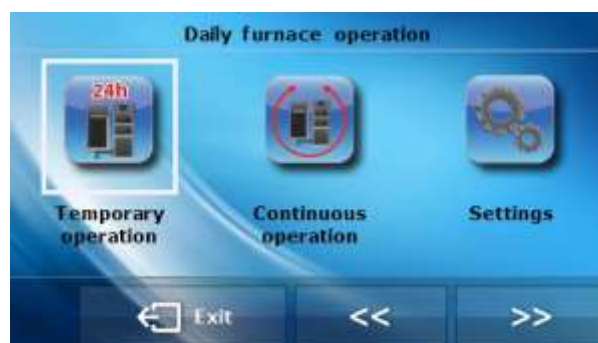 Daily furnace operation
24h
Temporary
operation
Continuous
operation
Settings
Exit
<<
>>